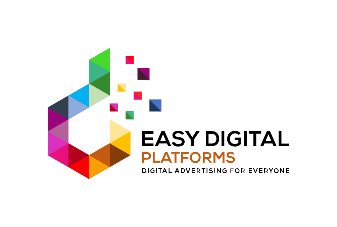 EASY DIGITAL
PLATFORMS
DIGITAL ADVERTISING FOR EVERYONE